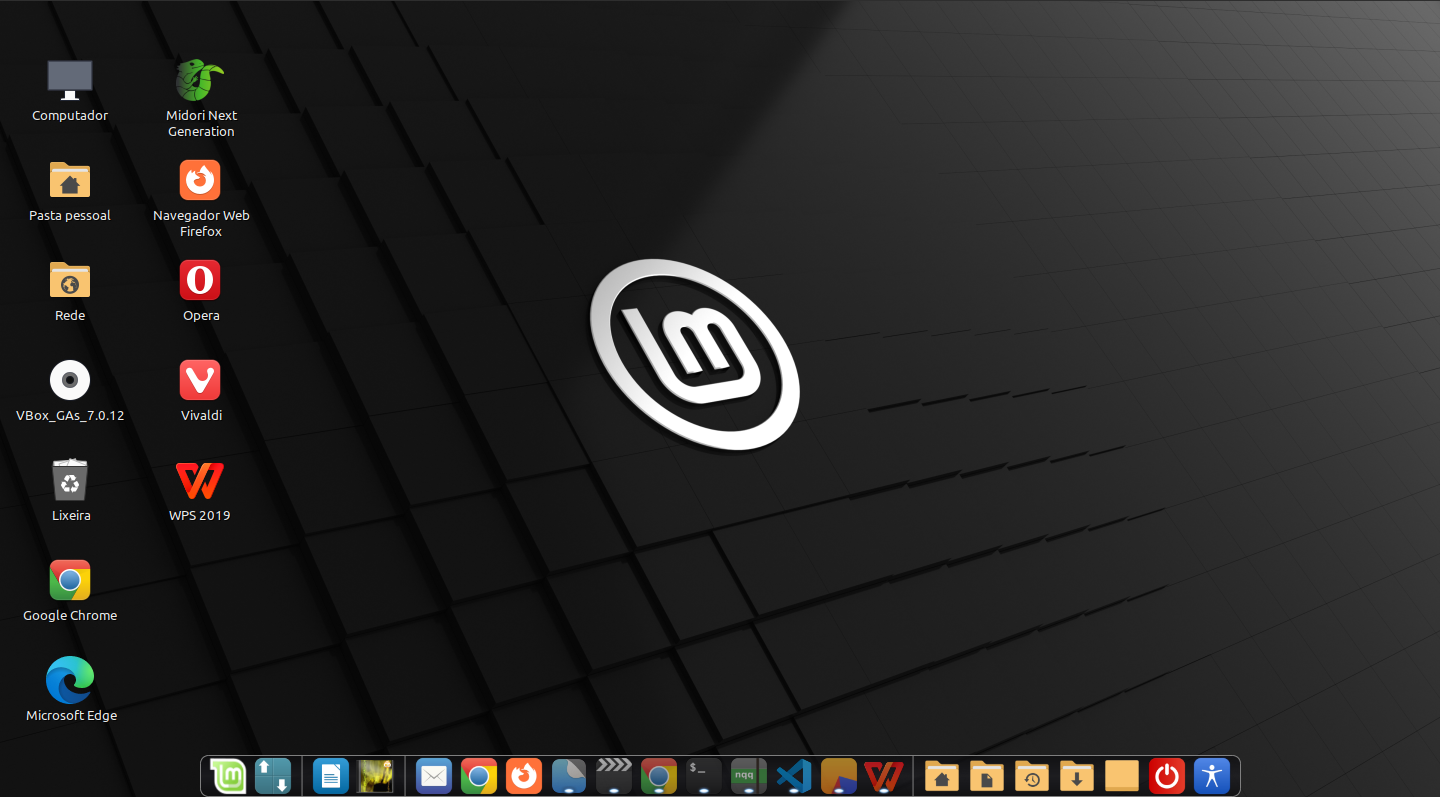 Computador
Midori Next
Generation
Pasta pessoal
Navegador Web
Firefox
Rede
Opera
VBox_GAs_7.0.12
Vivaldi
Lixeira
WPS 2019
Google Chrome
Microsoft Edge
$_
nqq